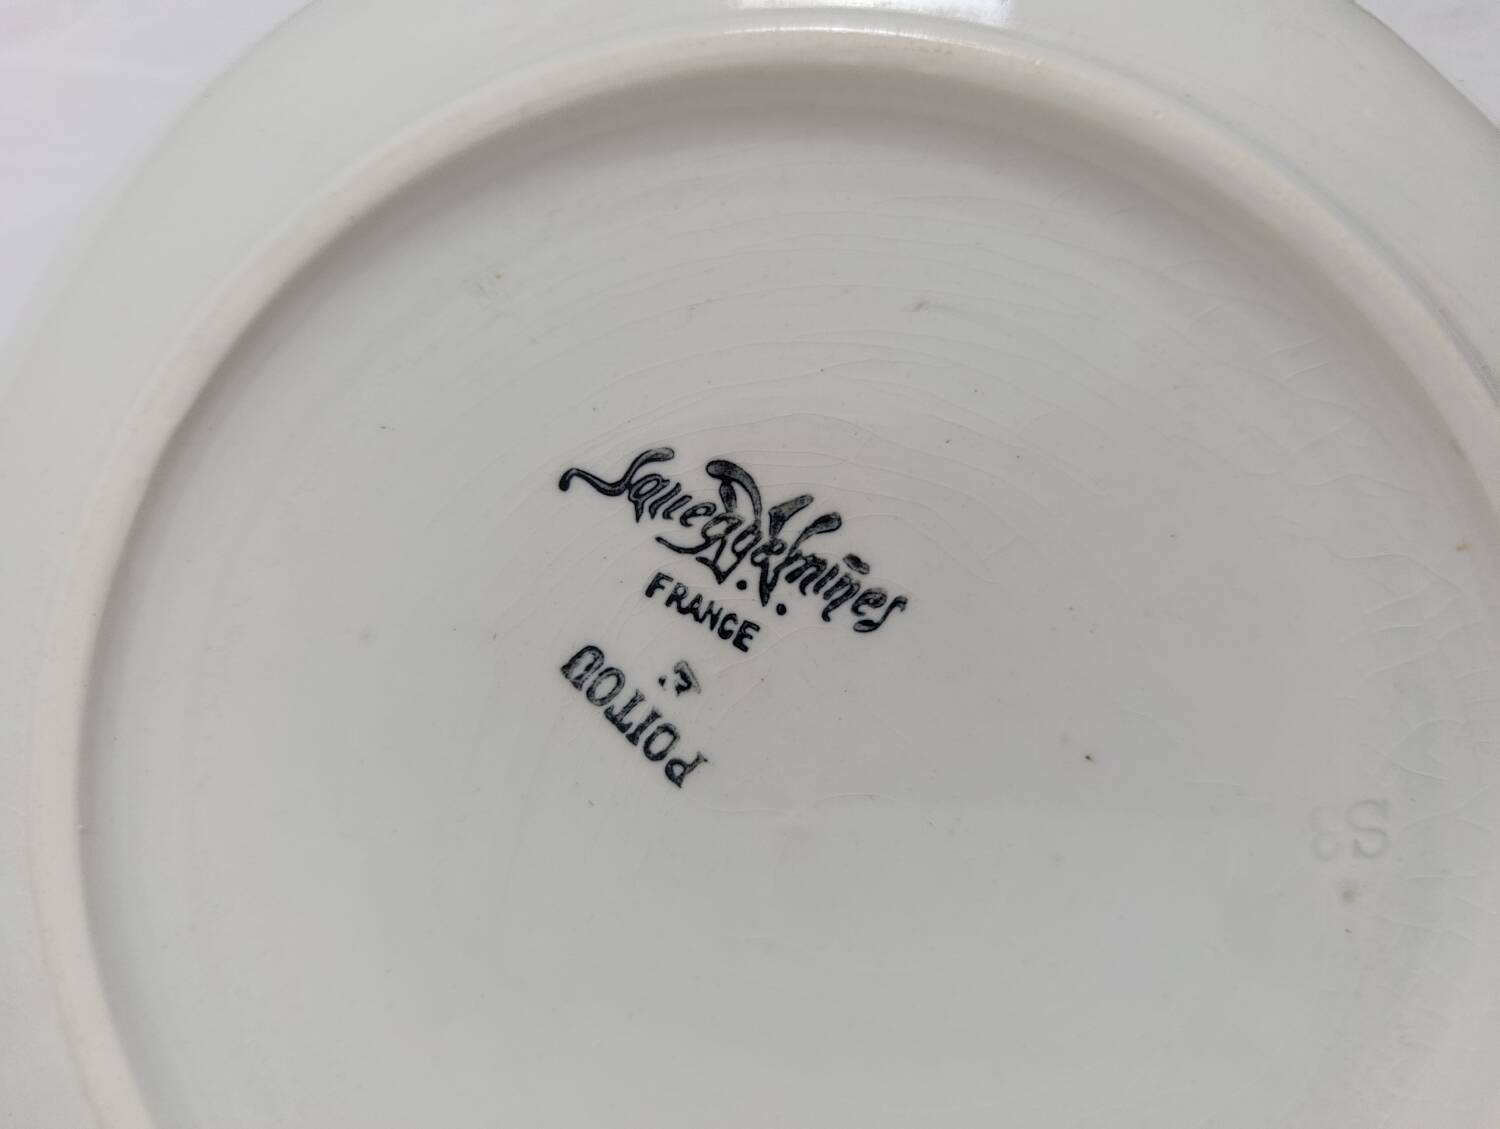 Sarreguemines
D.V.
FRANCE
POITOU